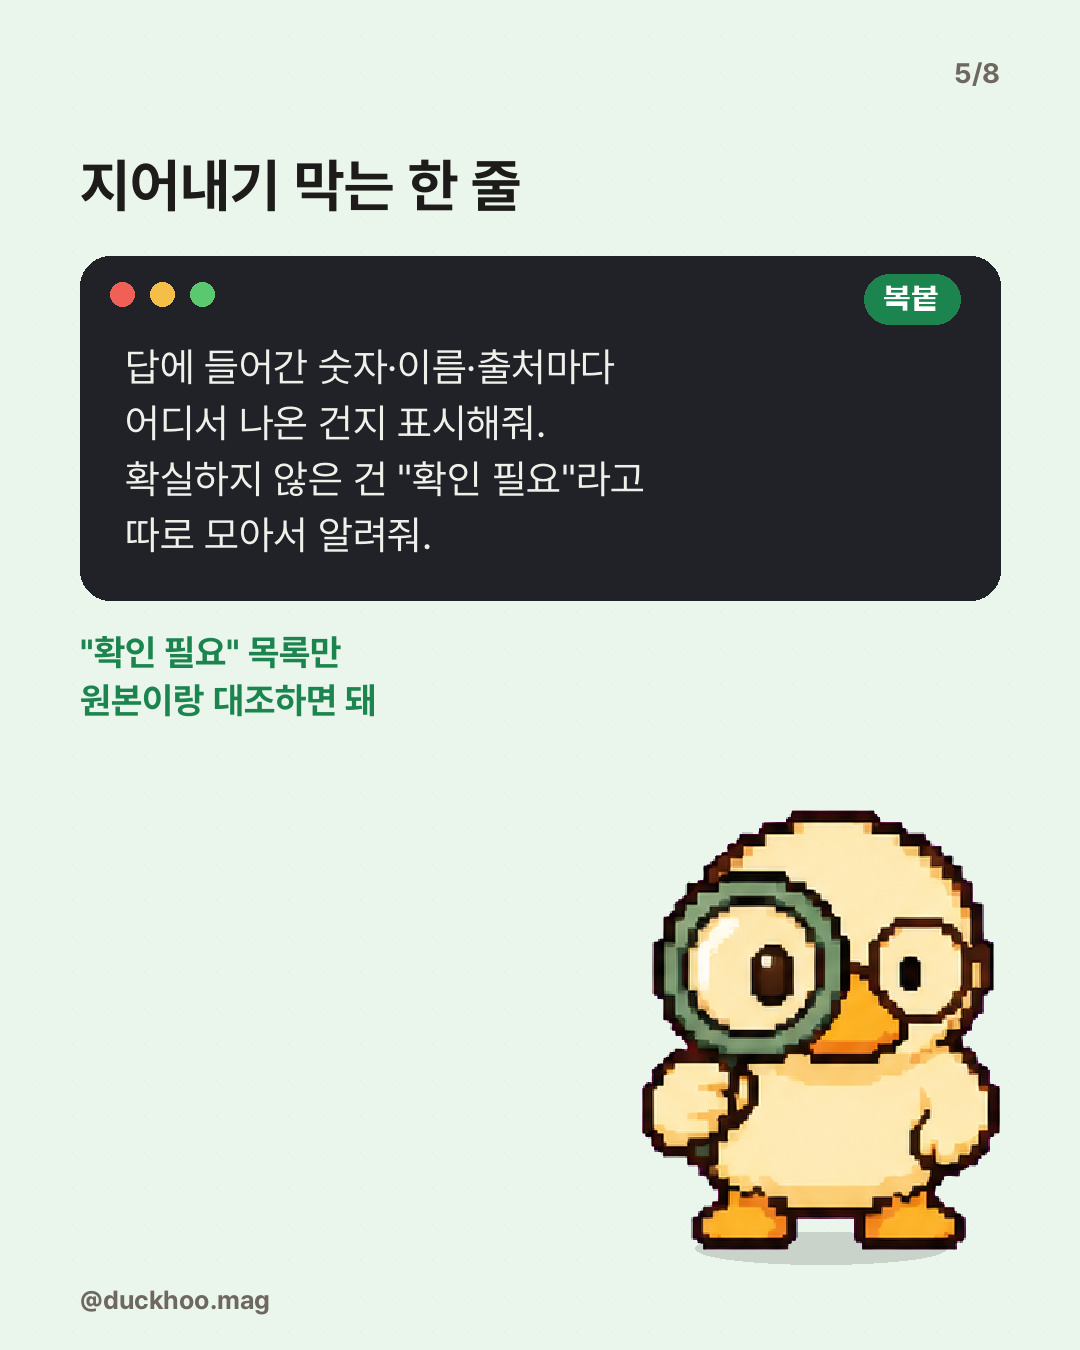 5/8
지어내기 막는 한 줄
복붙
답에 들어간 숫자·이름·출처마다
어디서 나온 건지 표시해줘.
확실하지 않은 건 "확인 필요"라고
따로 모아서 알려줘.
"확인 필요" 목록만
원본이랑 대조하면 돼
@duckhoo.mag